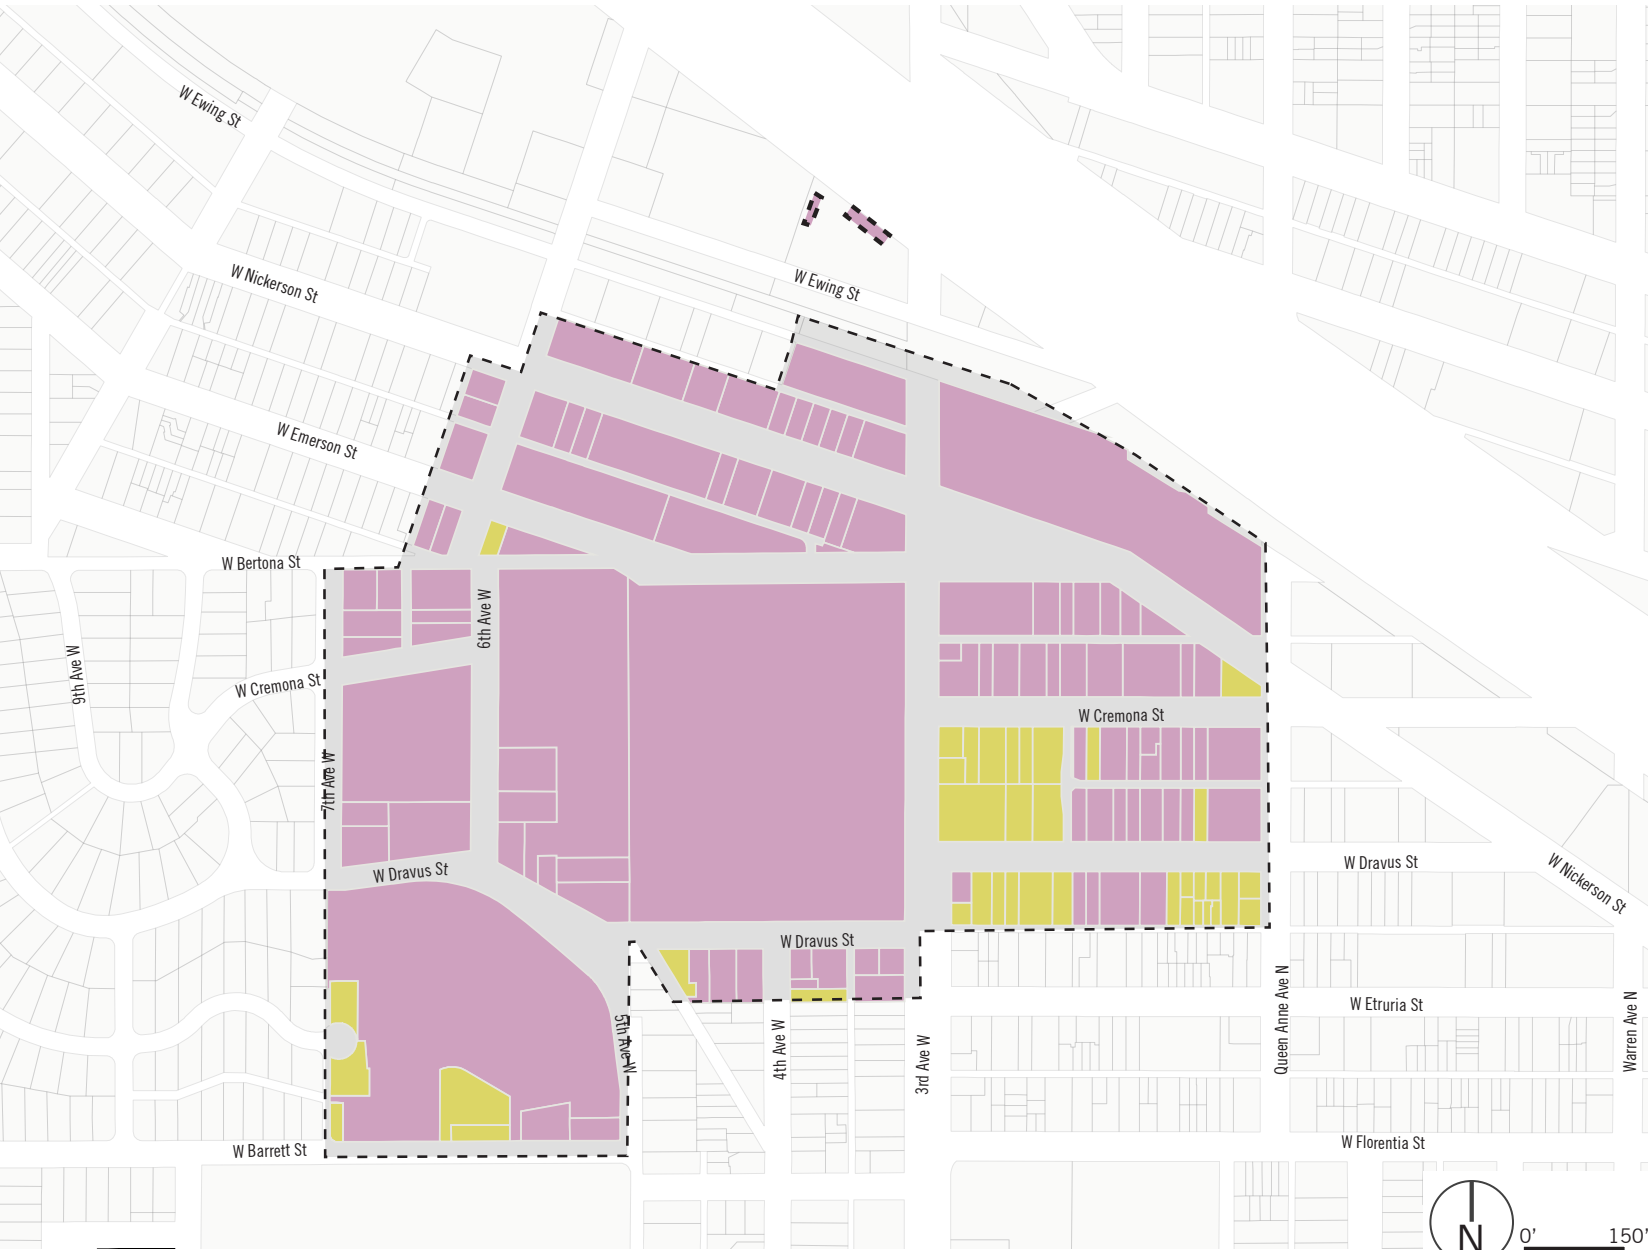 W Ewing St
W Nickerson St
W Ewing St
W Emerson St
W Bertona St
6th Ave W
9th Ave W
W Cremona St
W Cremona St
7th Ave W
W Dravus St
W Dravus St
W Nickerson St
W Dravus St
Queen Anne Ave N
W Etruria St
Warren Ave N
5th Ave W
4th Ave W
3rd Ave W
W Barrett St
W Florentia St
N
0' 150'